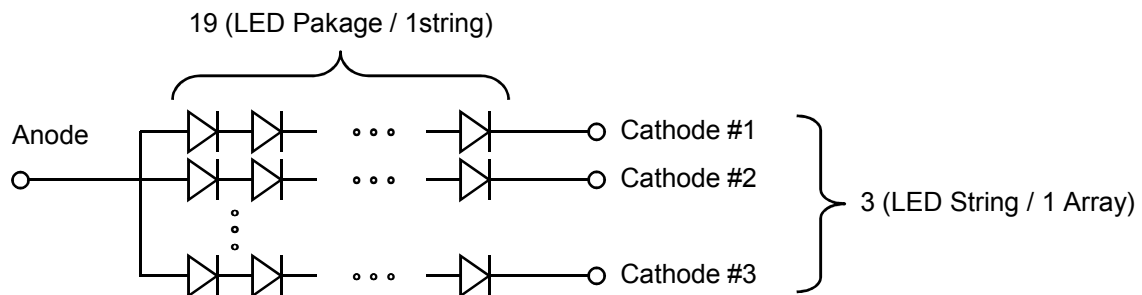 19 (LED Pakage / 1string)
Anode
Cathode #1
Cathode #2
3 (LED String / 1 Array)
Cathode #3